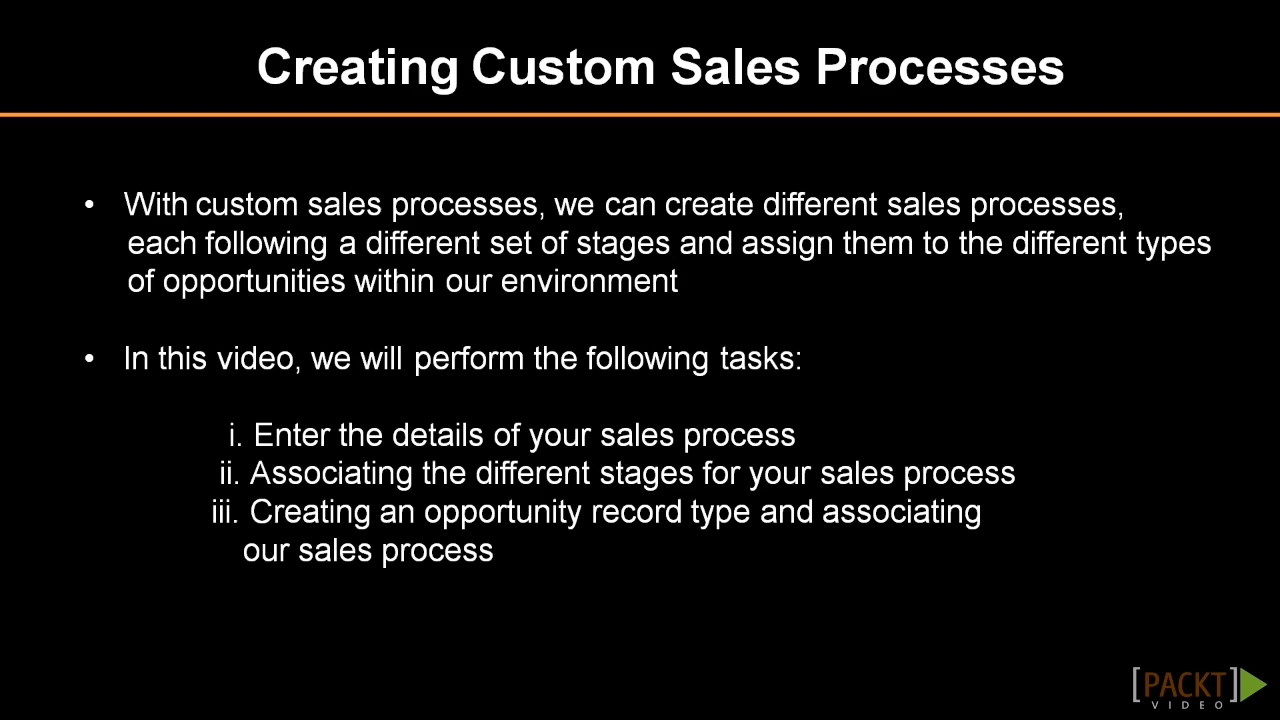 Creating Custom Sales Processes
• With custom sales processes, we can create different sales processes,
each following a different set of stages and assign them to the different types
of opportunities within our environment
• In this video, we will perform the following tasks:
i. Enter the details of your sales process
ii. Associating the different stages for your sales process
iii. Creating an opportunity record type and associating
our sales process
[PACKT]
VIDEO